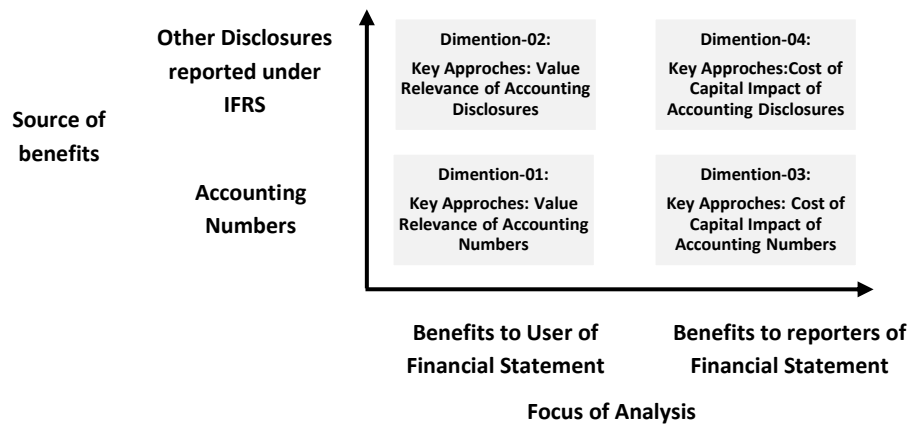 Other Disclosures
reported under
IFRS
Dimention-02:
Key Approches: Value
Relevance of Accounting
Disclosures
Dimention-04:
Key Approches:Cost of
Capital Impact of
Accounting Disclosures
Source of
benefits
Accounting
Numbers
Dimention-01:
Key Approches: Value
Relevance of Accounting
Numbers
Dimention-03:
Key Approches: Cost of
Capital Impact of
Accounting Numbers
Benefits to User of
Financial Statement
Benefits to reporters of
Financial Statement
Focus of Analysis